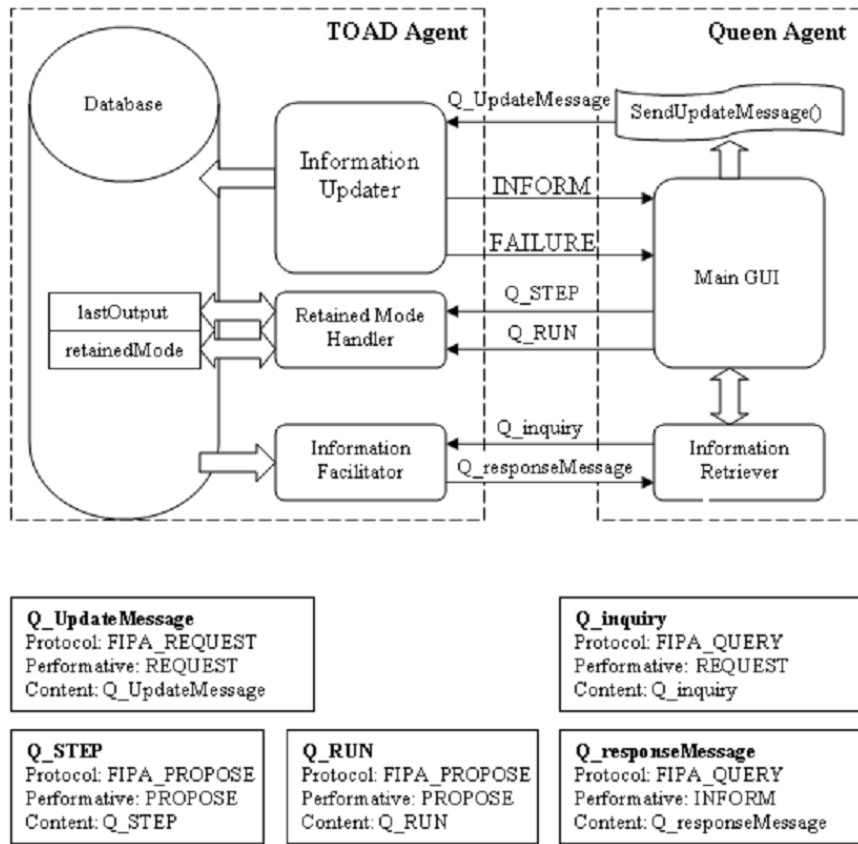 TOAD Agent
Queen Agent
Database
Q_UpdateMessage
SendUpdateMessage()
Information
Updater
INFORM
FAILURE
Main GUI
lastOutput
retainedMode
Retained Mode
Handler
Q_STEP
Q_RUN
Information
Facilitator
Q_inquiry
Q_responseMessage
Information
Retriever
Q_UpdateMessage
Protocol: FIPA_REQUEST
Performative: REQUEST
Content: Q_UpdateMessage
Q_inquiry
Protocol: FIPA_QUERY
Performative: REQUEST
Content: Q_inquiry
Q_STEP
Protocol: FIPA_PROPOSE
Performative: PROPOSE
Content: Q_STEP
Q_RUN
Protocol: FIPA_PROPOSE
Performative: PROPOSE
Content: Q_RUN
Q_responseMessage
Protocol: FIPA_QUERY
Performative: INFORM
Content: Q_responseMessage